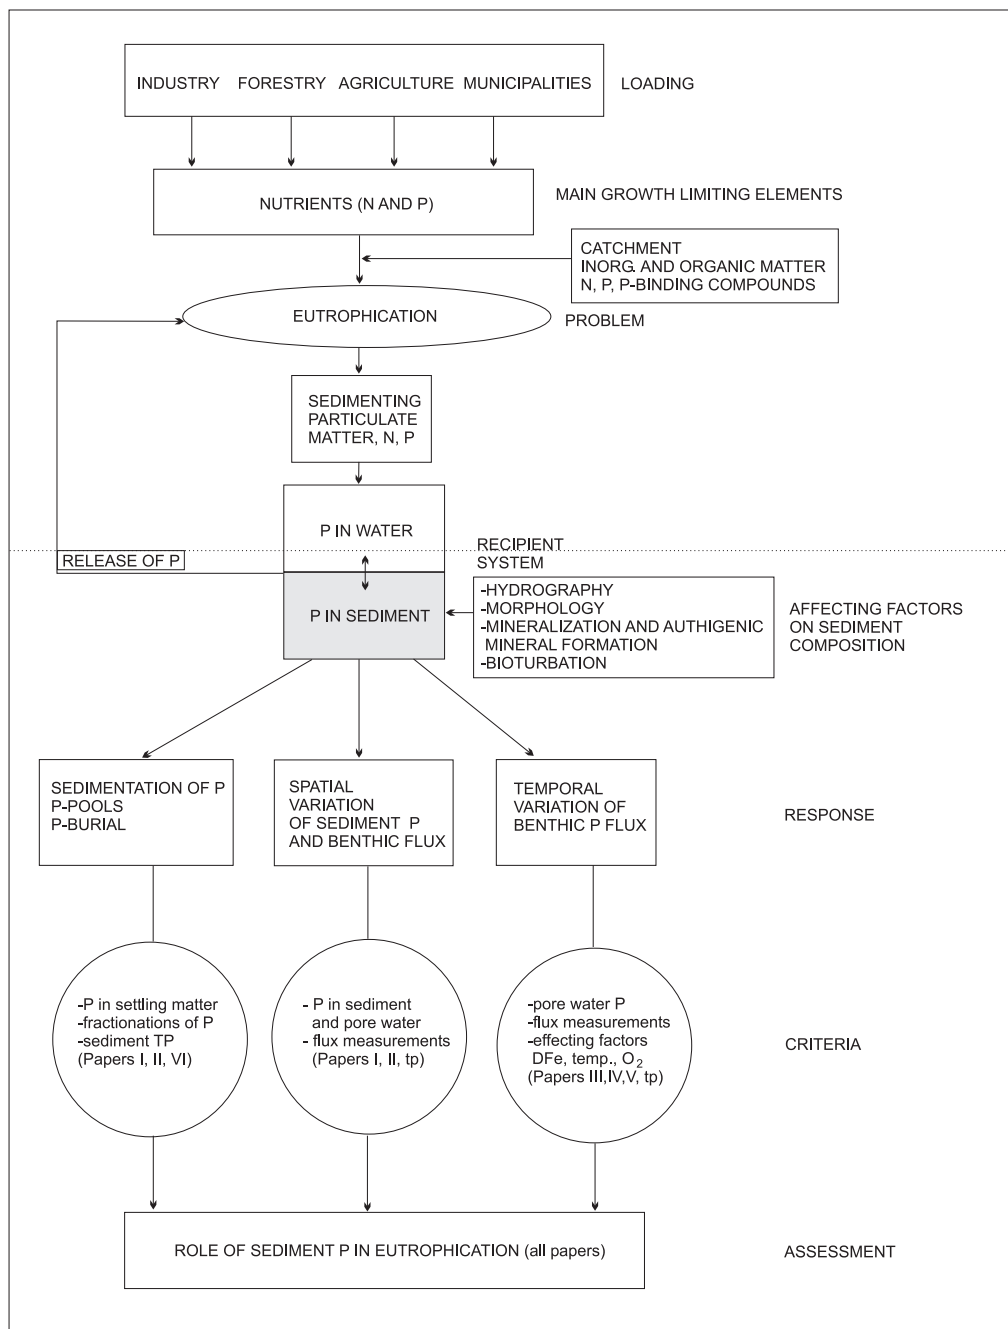 INDUSTRY FORESTRY AGRICULTURE MUNICIPALITIES
LOADING
NUTRIENTS (N AND P)
MAIN GROWTH LIMITING ELEMENTS
CATCHMENT
INORG. AND ORGANIC MATTER
N, P, P-BINDING COMPOUNDS
EUTROPHICATION
PROBLEM
SEDIMENTING
PARTICULATE
MATTER, N, P
P IN WATER
RELEASE OF P
RECIPIENT
SYSTEM
P IN SEDIMENT
-HYDROGRAPHY
-MORPHOLOGY
-MINERALIZATION AND AUTHIGENIC
MINERAL FORMATION
-BIOTURBATION
AFFECTING FACTORS
ON SEDIMENT
COMPOSITION
SEDIMENTATION OF P
P-POOLS
P-BURIAL
SPATIAL
VARIATION
OF SEDIMENT P
AND BENTHIC FLUX
TEMPORAL
VARIATION OF
BENTHIC P FLUX
RESPONSE
-P in settling matter
-fractionations of P
-sediment TP
(Papers I, II, VI)
- P in sediment
and pore water
- flux measurements
(Papers I, II, tp)
-pore water P
-flux measurements
-effecting factors
DFe, temp., O2
(Papers III,IV,V, tp)
CRITERIA
ROLE OF SEDIMENT P IN EUTROPHICATION (all papers)
ASSESSMENT